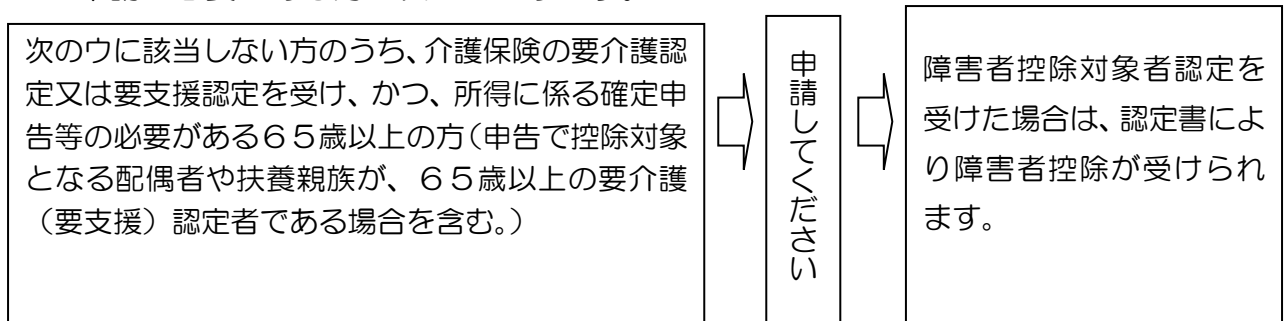 次のウに該当しない方のうち、介護保険の要介護認
定又は要支援認定を受け、かつ、所得に係る確定申
告等の必要がある６５歳以上の方（申告で控除対象
となる配偶者や扶養親族が、６５歳以上の要介護
（要支援）認定者である場合を含む。）
申請してください
障害者控除対象者認定を
受けた場合は、認定書によ
り障害者控除が受けられ
ます。